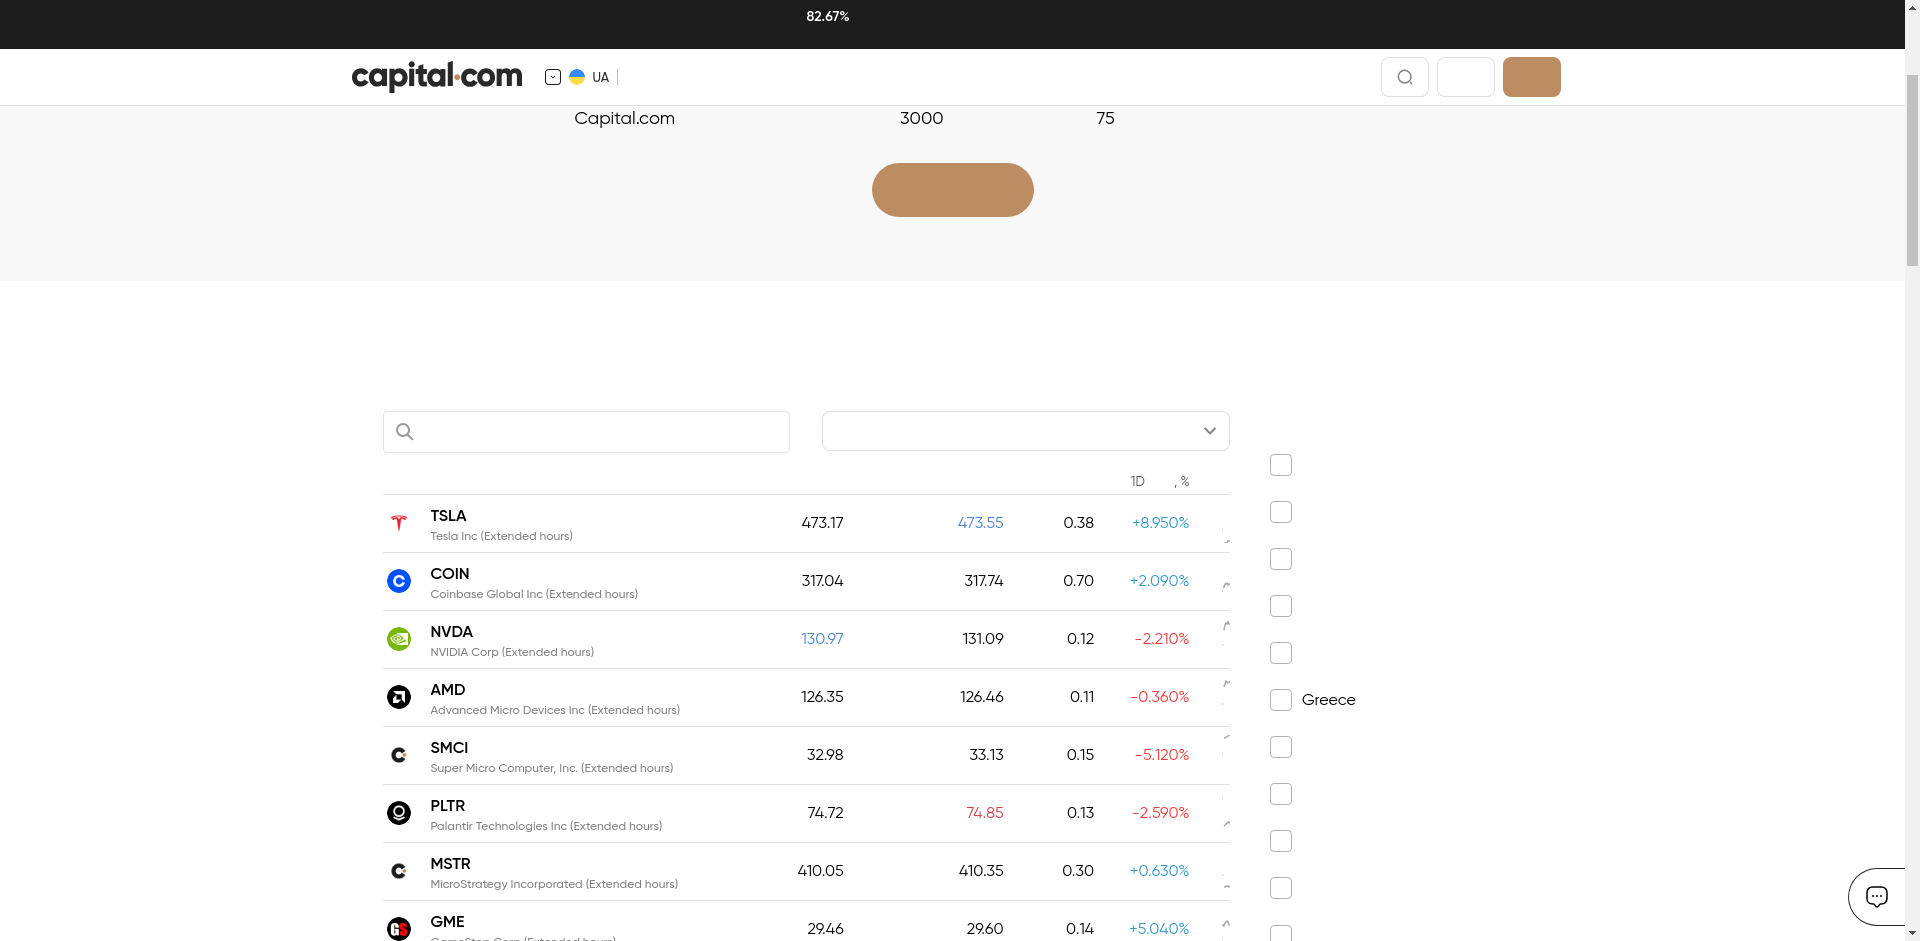 82.67%
capital.com
UA
Capital.com 3000 75
1D , %
TSLA 473.17 473.55 0.38 +8.950%
Tesla Inc (Extended hours)
COIN 317.04 317.74 0.70 +2.090%
Coinbase Global Inc (Extended hours)
NVDA 130.97 131.09 0.12 -2.210%
NVIDIA Corp (Extended hours)
AMD 126.35 126.46 0.11 -0.360%
Advanced Micro Devices Inc (Extended hours)
Greece
SMCI 32.98 33.13 0.15 -5.120%
Super Micro Computer, Inc. (Extended hours)
PLTR 74.72 74.85 0.13 -2.590%
Palantir Technologies Inc (Extended hours)
MSTR 410.05 410.35 0.30 +0.630%
MicroStrategy Incorporated (Extended hours)
GME 29.46 29.60 0.14 +5.040%
GameStop Corp (Extended hours)